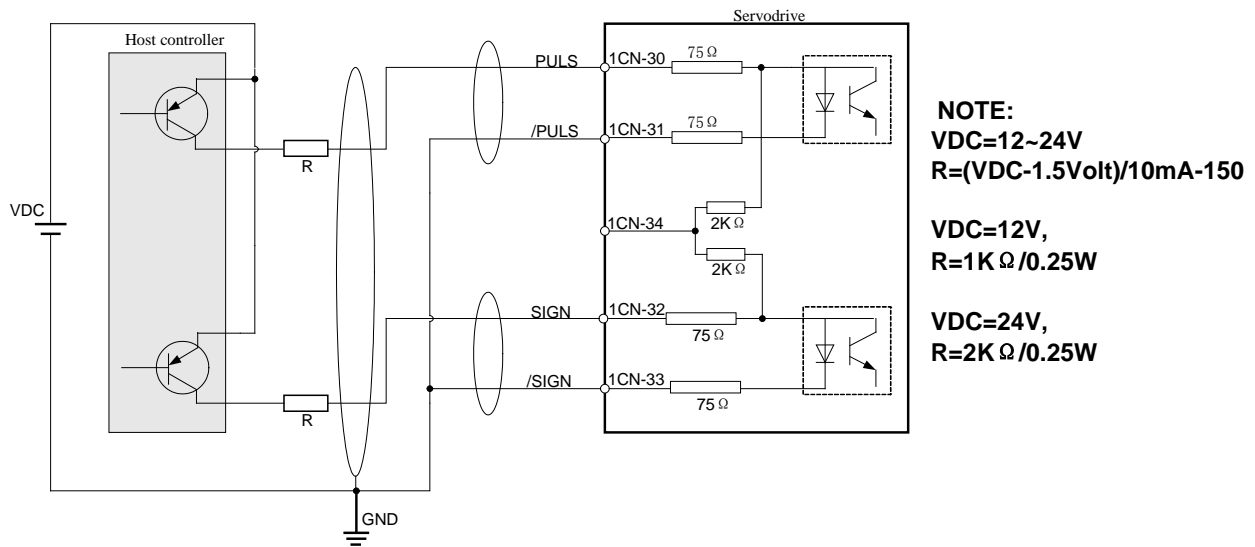 Servodrive
Host controller
PULS
1CN-30
75Ω
/PULS
1CN-31
75Ω
R
VDC
1CN-34
2KΩ
2KΩ
SIGN
1CN-32
75Ω
/SIGN
1CN-33
75Ω
R
GND
NOTE:
VDC=12~24V
R=(VDC-1.5Volt)/10mA-150
VDC=12V,
R=1KΩ/0.25W
VDC=24V,
R=2KΩ/0.25W